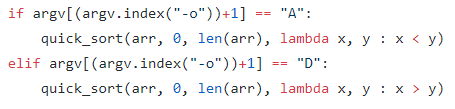 if argv[(argv.index("-o"))+1] == "A":
    quick_sort(arr, 0, len(arr), lambda x, y : x < y)
elif argv[(argv.index("-o"))+1] == "D":
    quick_sort(arr, 0, len(arr), lambda x, y : x > y)